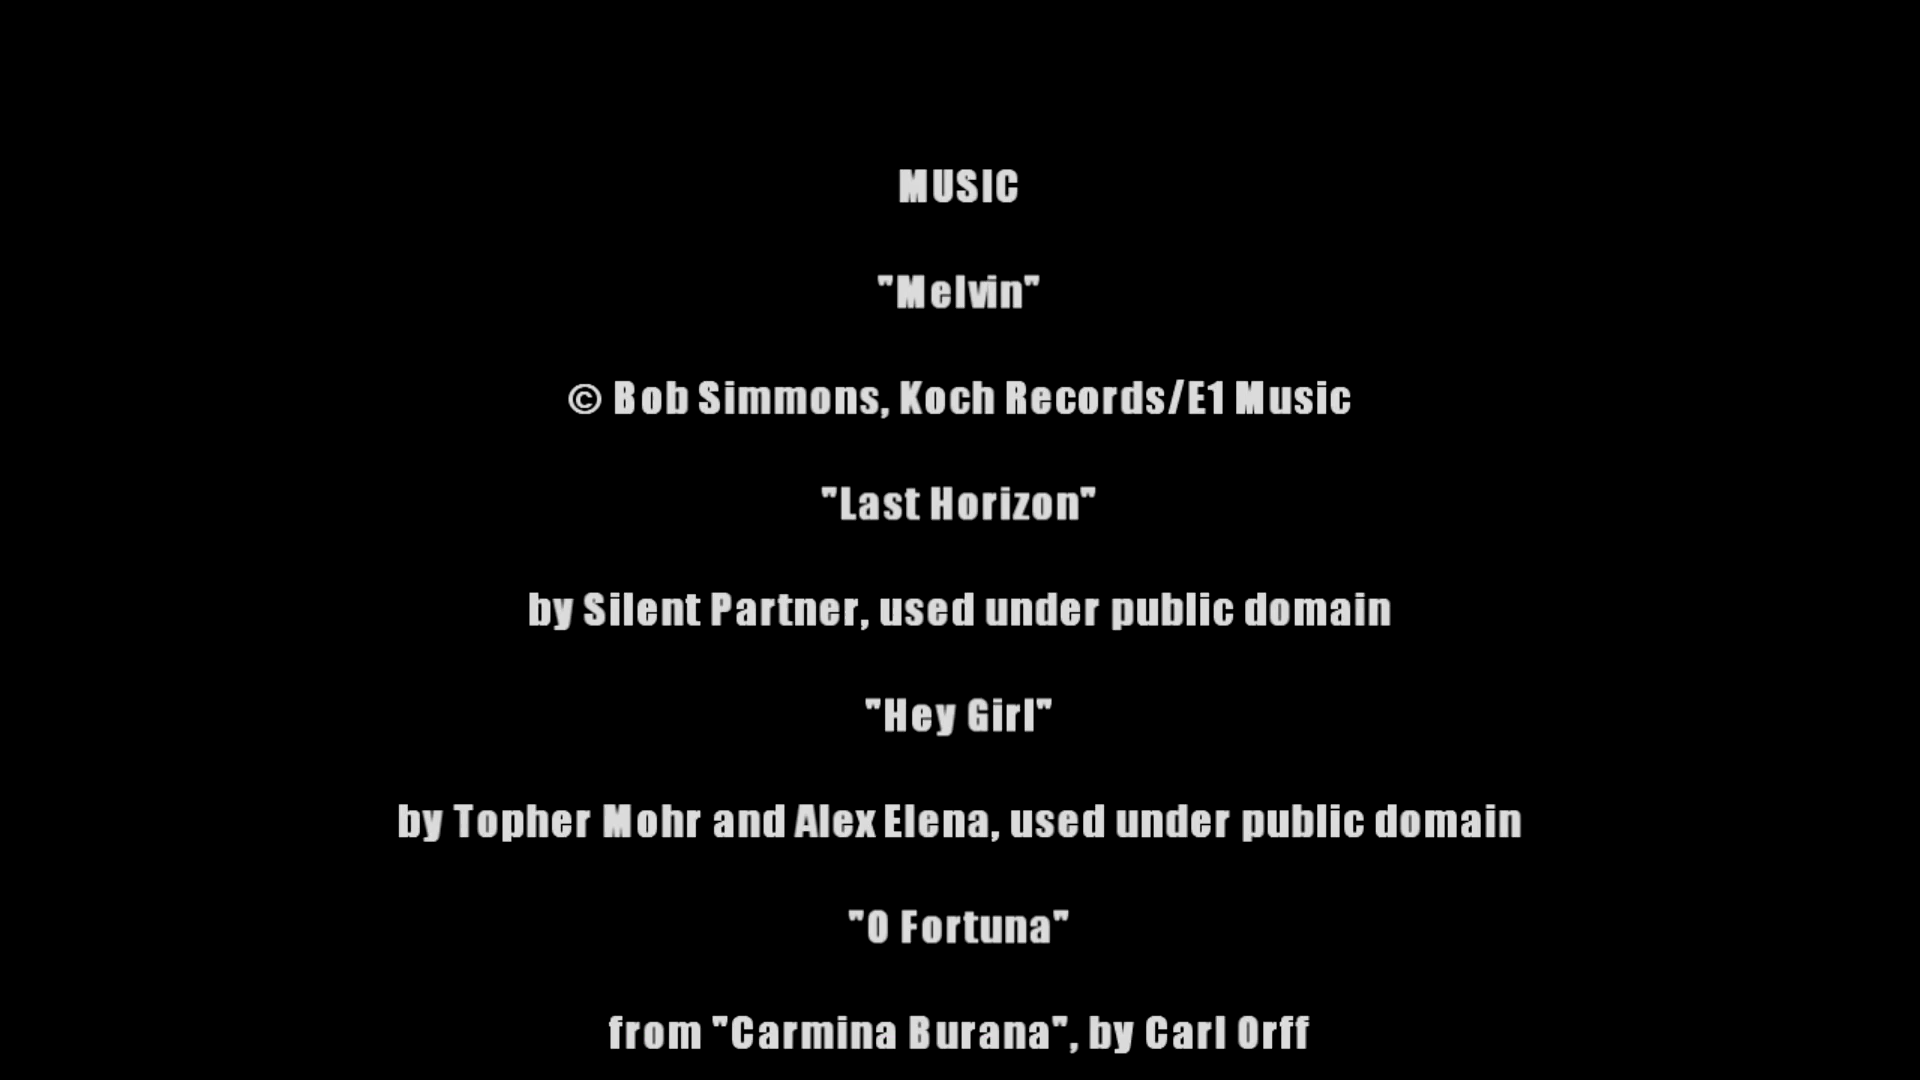 MUSIC
"Melvin"
© Bob Simmons, Koch Records/E1 Music
"Last Horizon"
by Silent Partner, used under public domain
"Hey Girl"
by Topher Mohr and Alex Elena, used under public domain
"O Fortuna"
from "Carmina Burana", by Carl Orff